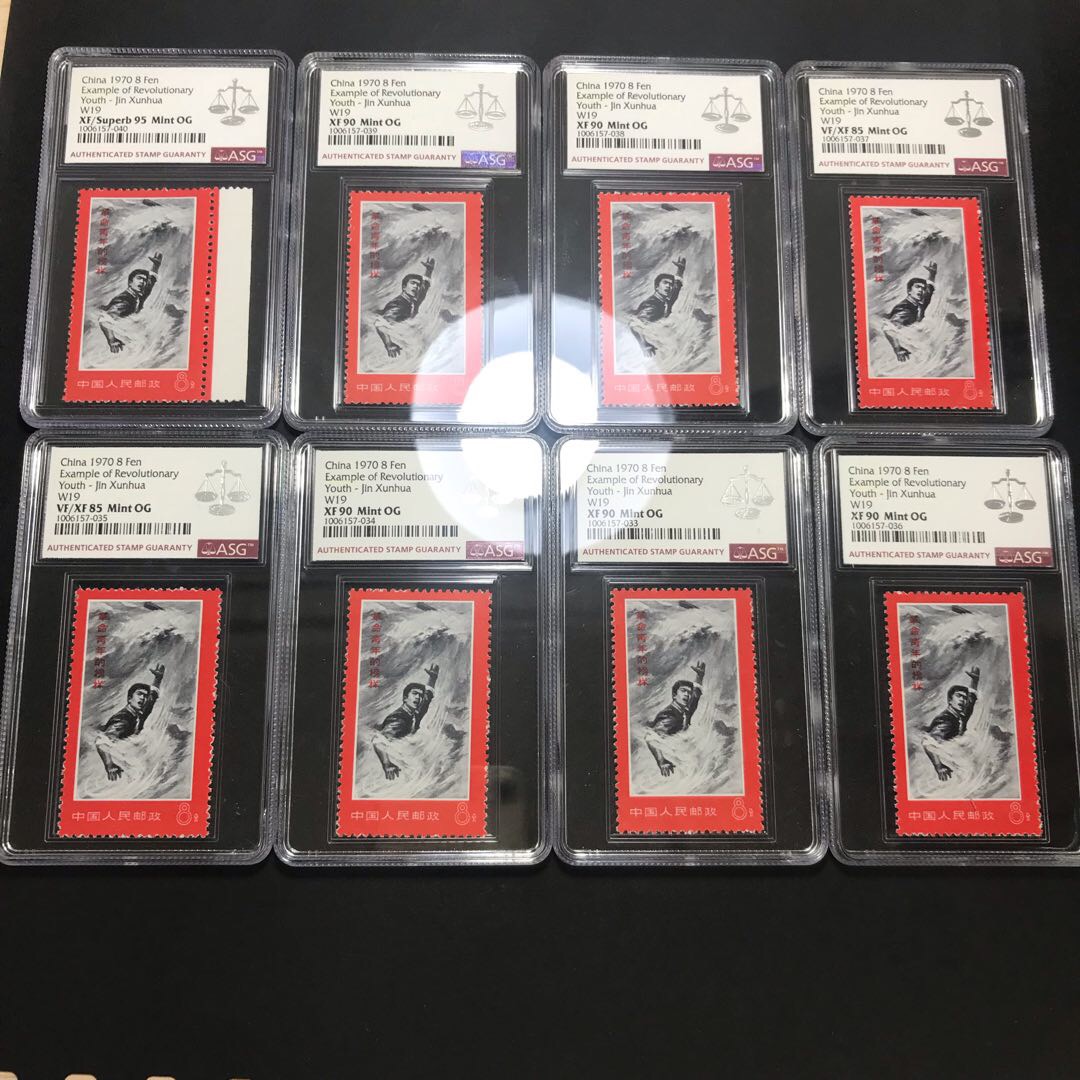 China 1970 8 Fen
Example of Revolutionary
Youth - Jin Xunhua
W19
XF/Superb 95 Mint OG
1006157-040
AUTHENTICATED STAMP GUARANTY ASG™
革命青年的榜样
中国人民邮政 8分
China 1970 8 Fen
Example of Revolutionary
Youth - Jin Xunhua
W19
XF 90 Mint OG
1006157-039
AUTHENTICATED STAMP GUARANTY ASG™
革命青年的榜样
中国人民邮政
China 1970 8 Fen
Example of Revolutionary
Youth - Jin Xunhua
W19
XF 90 Mint OG
1006157-038
AUTHENTICATED STAMP GUARANTY ASG™
革命青年的榜样
中国人民邮政 8分
China 1970 8 Fen
Example of Revolutionary
Youth - Jin Xunhua
W19
VF/XF 85 Mint OG
1006157-037
AUTHENTICATED STAMP GUARANTY ASG™
革命青年的榜样
中国人民邮政 8分
China 1970 8 Fen
Example of Revolutionary
Youth - Jin Xunhua
W19
VF/XF 85 Mint OG
1006157-035
AUTHENTICATED STAMP GUARANTY ASG™
革命青年的榜样
中国人民邮政 8分
China 1970 8 Fen
Example of Revolutionary
Youth - Jin Xunhua
W19
XF 90 Mint OG
1006157-034
AUTHENTICATED STAMP GUARANTY ASG™
革命青年的榜样
中国人民邮政 8分
China 1970 8 Fen
Example of Revolutionary
Youth - Jin Xunhua
W19
XF 90 Mint OG
1006157-033
AUTHENTICATED STAMP GUARANTY ASG™
革命青年的榜样
中国人民邮政 8分
China 1970 8 Fen
Example of Revolutionary
Youth - Jin Xunhua
W19
XF 90 Mint OG
1006157-036
AUTHENTICATED STAMP GUARANTY ASG™
革命青年的榜样
中国人民邮政 8分